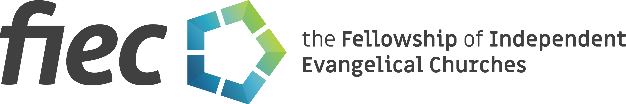 fiec
the Fellowship of Independent
Evangelical Churches